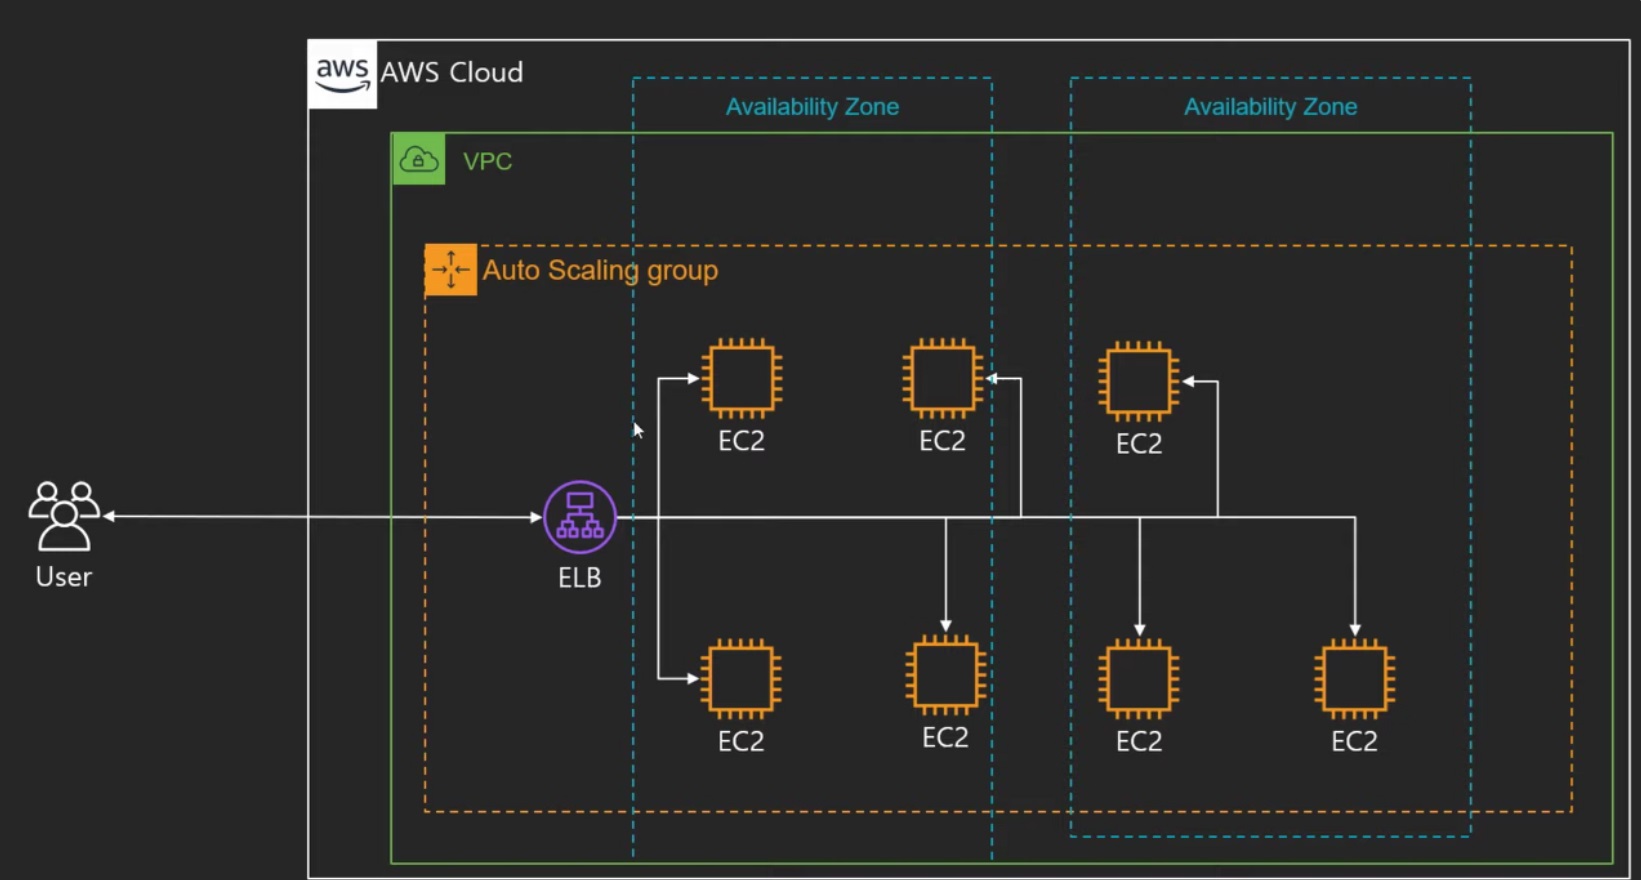 aws
AWS Cloud
Availability Zone
Availability Zone
VPC
Auto Scaling group
EC2
EC2
EC2
User
ELB
EC2
EC2
EC2
EC2